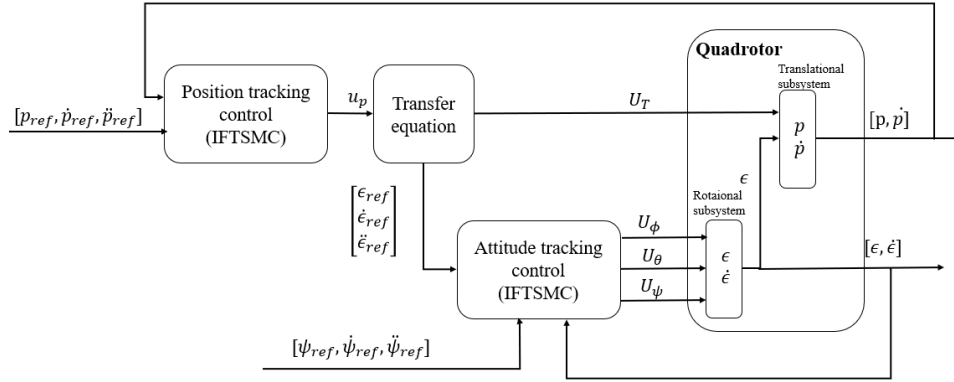 Quadrotor
Translational
subsystem
Position tracking
control
(IFTSMC)
u_p
Transfer
equation
U_T
[p_ref, ṗ_ref, p̈_ref]
p
ṗ
[p, ṗ]
ϵ
[ϵ_ref
ϵ̇_ref
ϵ̈_ref]
Rotaional
subsystem
Attitude tracking
control
(IFTSMC)
U_ϕ
U_θ
U_ψ
ϵ
ϵ̇
[ϵ, ϵ̇]
[ψ_ref, ψ̇_ref, ψ̈_ref]